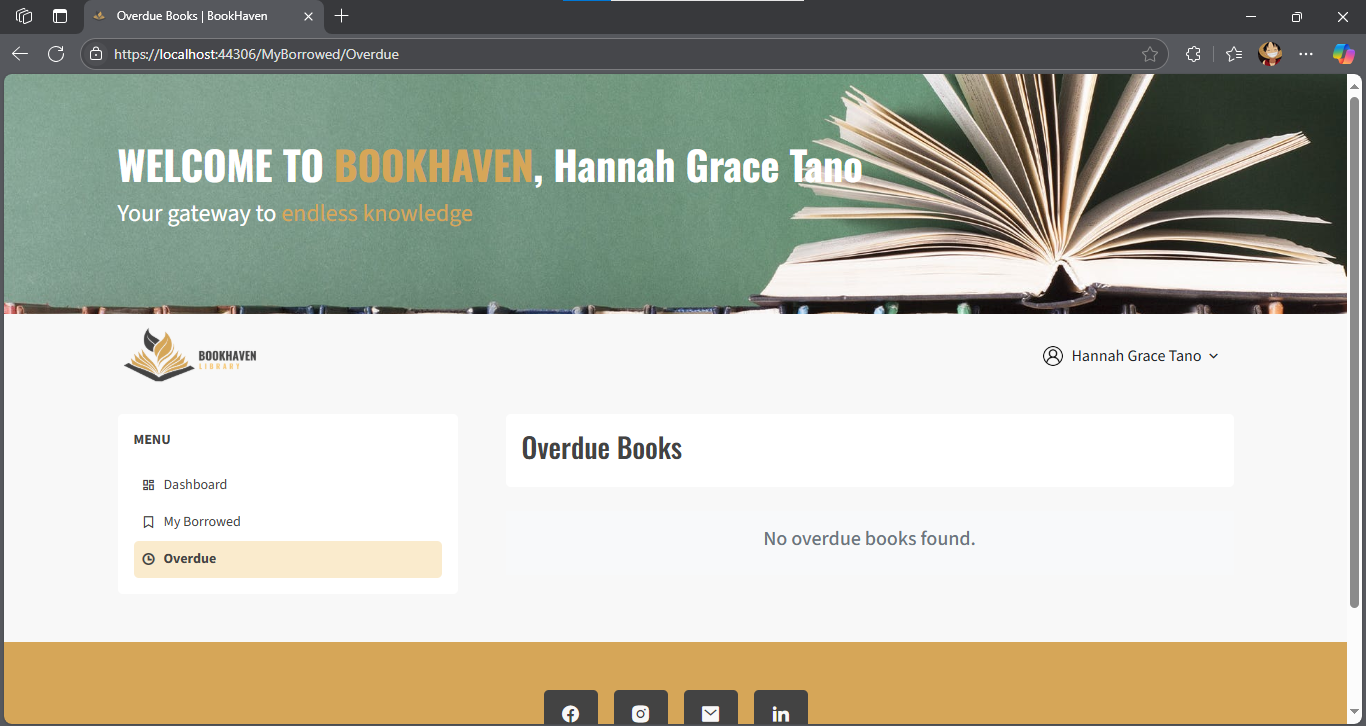 Overdue Books | BookHaven
https://localhost:44306/MyBorrowed/Overdue
WELCOME TO BOOKHAVEN, Hannah Grace Tano
Your gateway to endless knowledge
BOOKHAVEN
LIBRARY
Hannah Grace Tano
MENU
Dashboard
My Borrowed
Overdue
Overdue Books
No overdue books found.